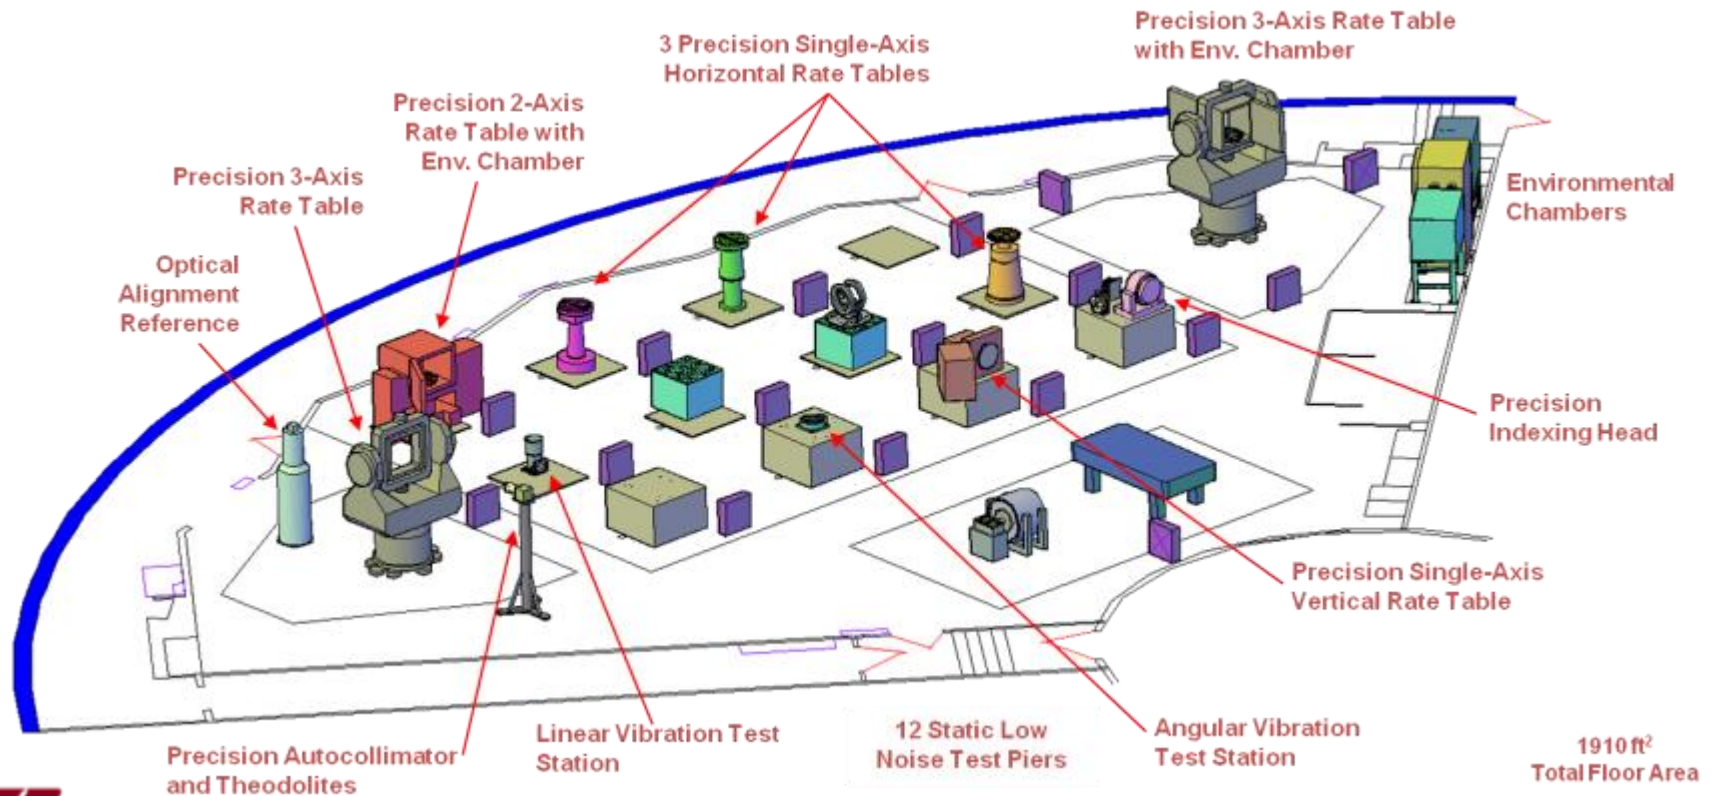 Precision 3-Axis Rate Table
with Env. Chamber
3 Precision Single-Axis
Horizontal Rate Tables
Precision 2-Axis
Rate Table with
Env. Chamber
Precision 3-Axis
Rate Table
Environmental
Chambers
Optical
Alignment
Reference
Precision
Indexing Head
Precision Single-Axis
Vertical Rate Table
Precision Autocollimator
and Theodolites
Linear Vibration Test
Station
12 Static Low
Noise Test Piers
Angular Vibration
Test Station
1910 ft²
Total Floor Area